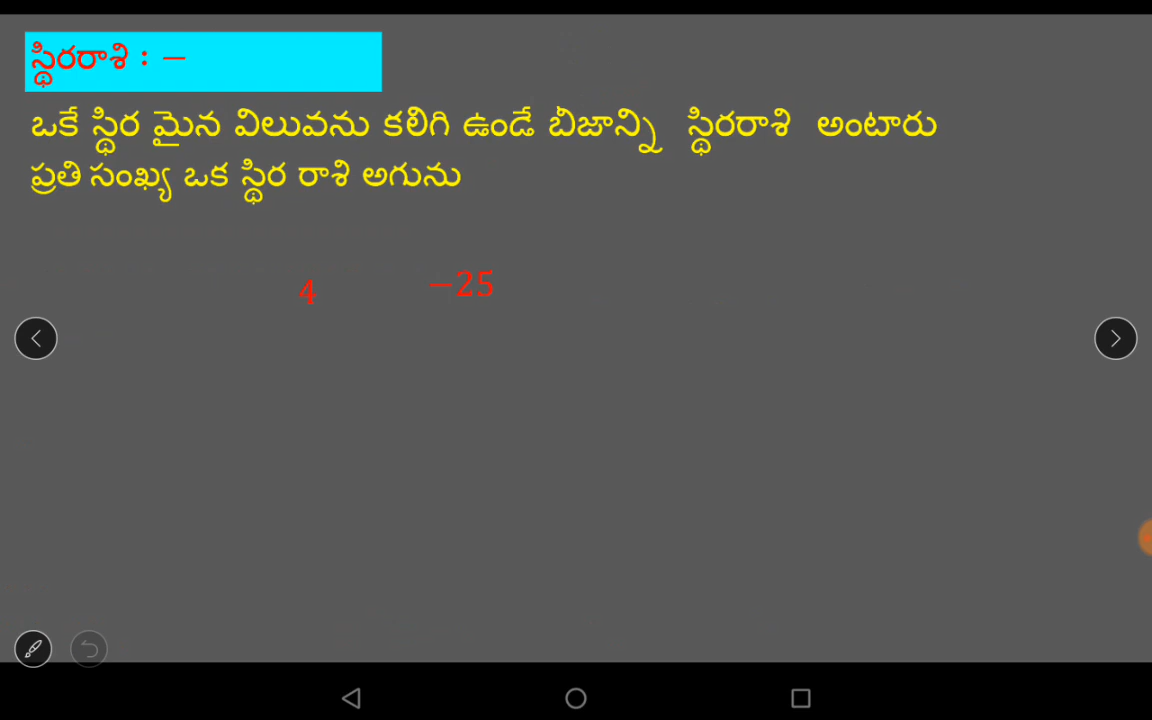 స్థిరరాశి : −
ఒకే స్థిర మైన విలువను కలిగి ఉండే బీజాన్ని స్థిరరాశి అంటారు
ప్రతి సంఖ్య ఒక స్థిర రాశి అగును
4 −25